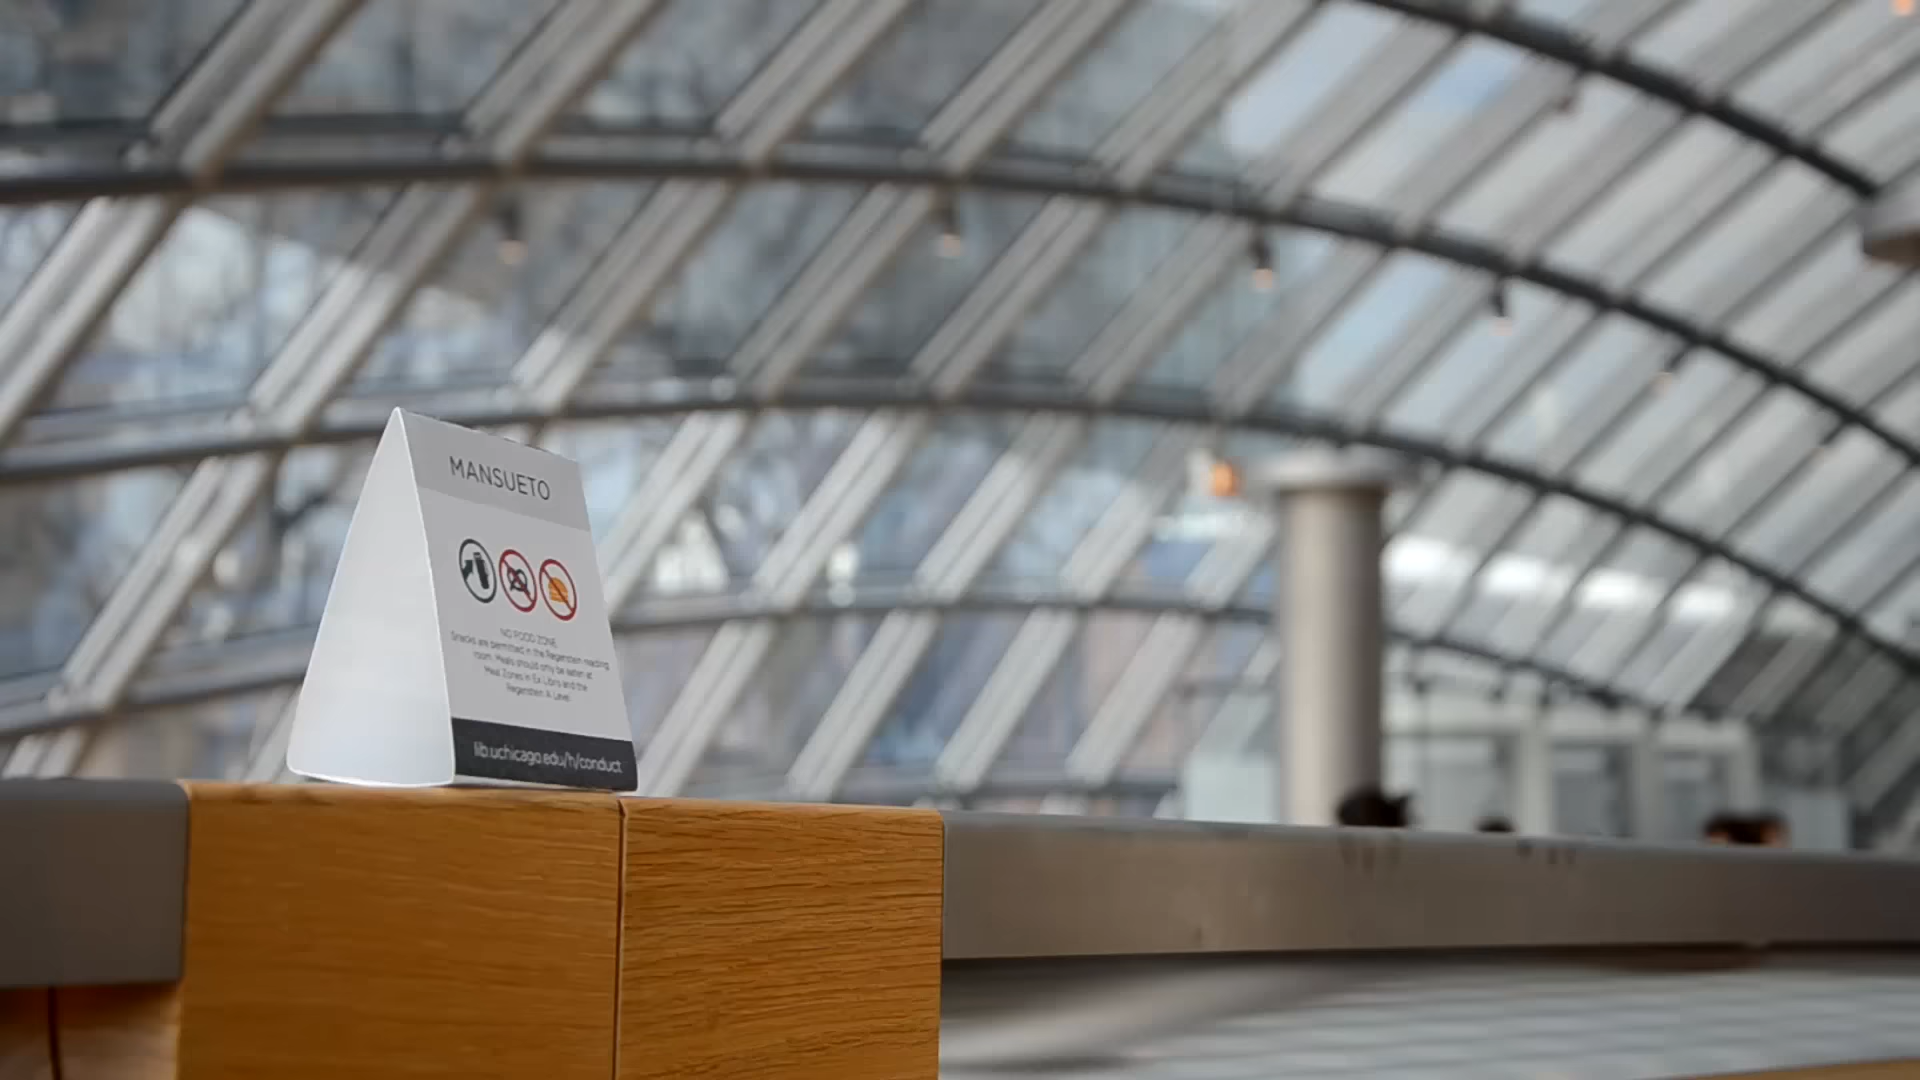 MANSUETO
NO FOOD ZONE.
Snacks are permitted in the Regenstein reading
room. Meals should only be eaten at
Meal Zones in Ex Libris and the
Regenstein A-Level.
lib.uchicago.edu/h/conduct